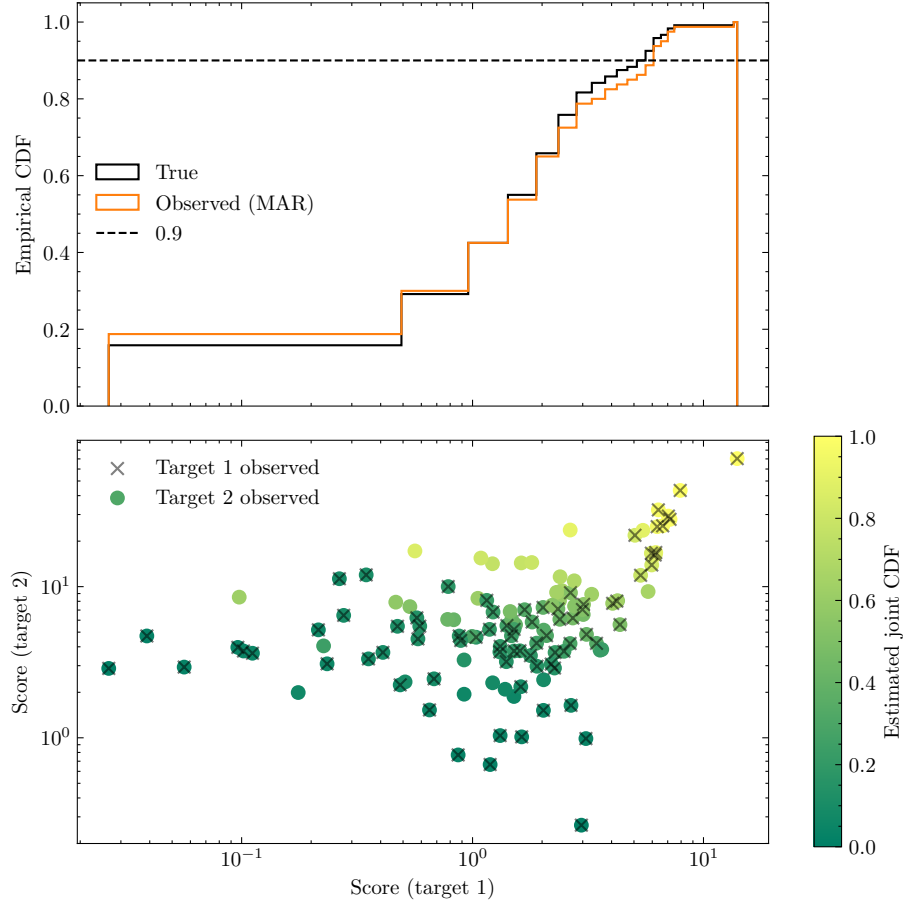 1.0
0.8
0.6
0.4
0.2
0.0
Empirical CDF
True
Observed (MAR)
0.9
Target 1 observed
Target 2 observed
10¹
10⁰
Score (target 2)
10⁻¹
10⁰
10¹
Score (target 1)
1.0
0.8
0.6
0.4
0.2
0.0
Estimated joint CDF